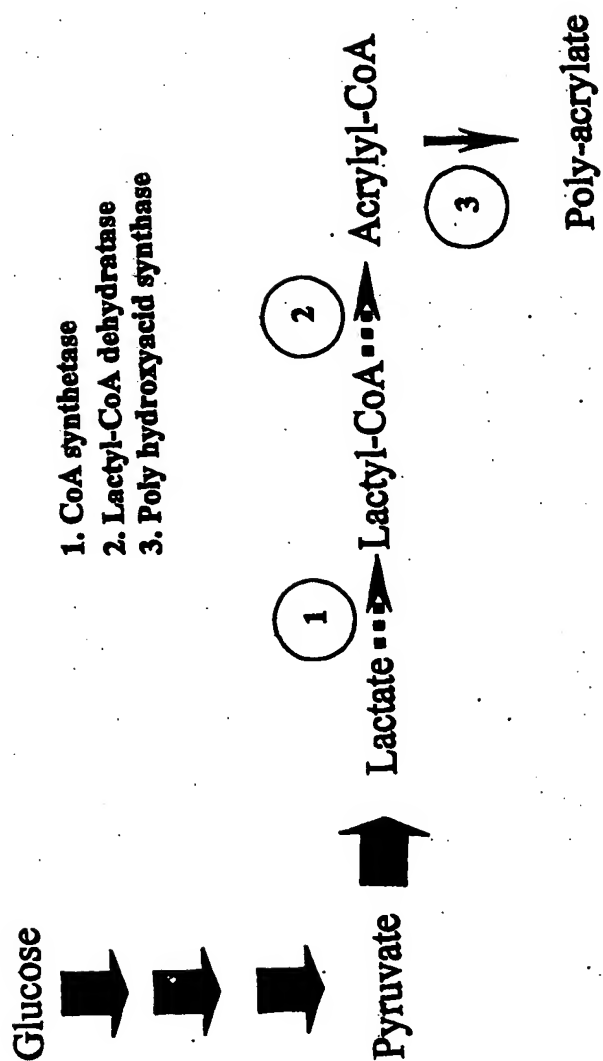 Glucose
Pyruvate
1. CoA synthetase
2. Lactyl-CoA dehydratase
3. Poly hydroxyacid synthase
1
2
Lactate
Lactyl-CoA
Acrylyl-CoA
3
Poly-acrylate